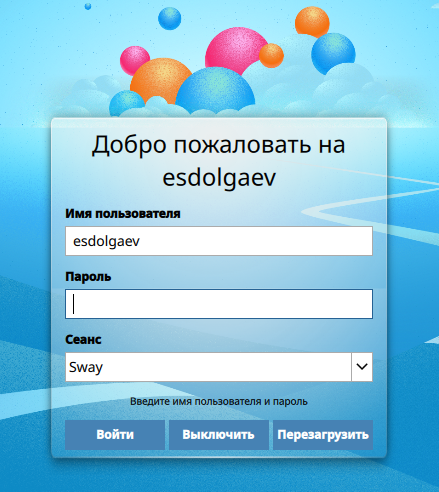 Добро пожаловать на
esdolgaev
Имя пользователя
esdolgaev
Пароль
Сеанс
Sway
Введите имя пользователя и пароль
Войти
Выключить
Перезагрузить